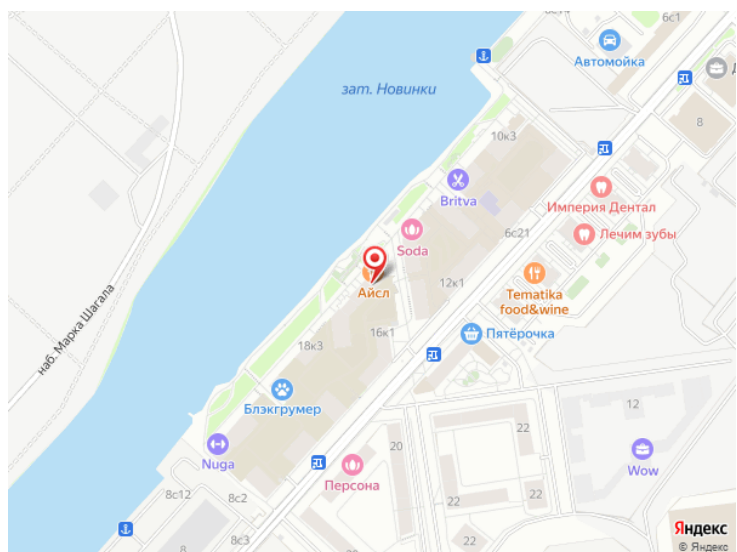 6с1
8с14
Автомойка
Д
8
зат. Новинки
10к3
Britva
Империя Дентал
Лечим зубы
Soda
6с21
12к1
Айсл
Tematika
food&wine
наб. Марка Шагала
16к1
Пятёрочка
18к3
Блэкгрумер
12
20
22
22
Nuga
Wow
Персона
8с12
8с2
22
22
8
8с3
Яндекс
© Яндекс